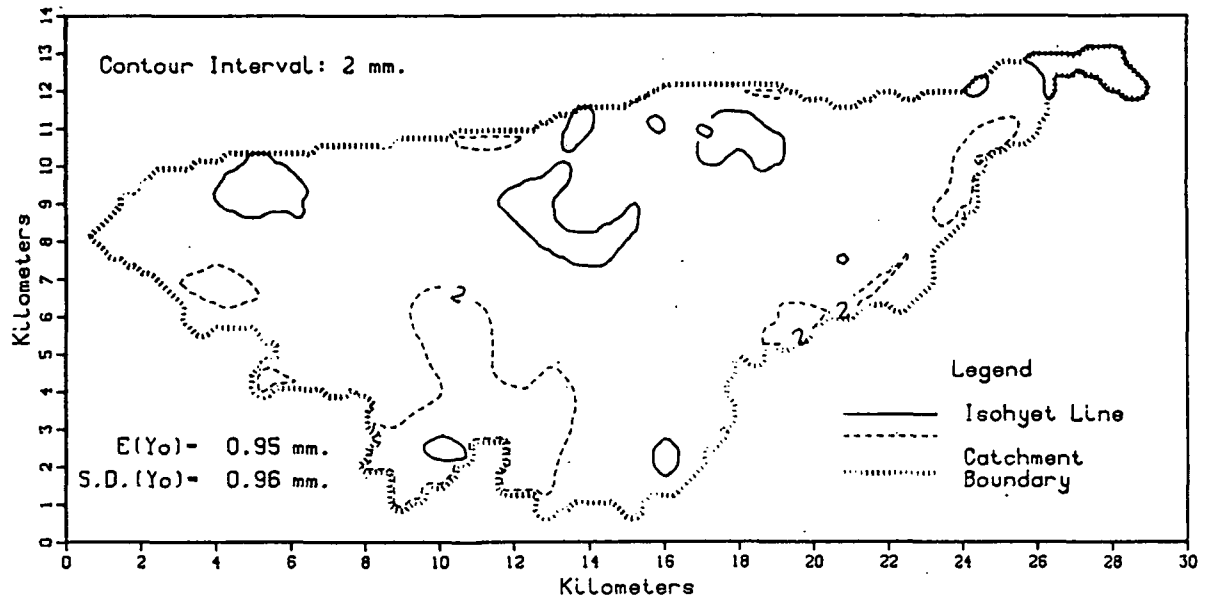 Contour Interval: 2 mm.
14
13
12
11
10
9
8
7
6
5
4
3
2
1
0
Kilometers
2
2
2
E(Yo)= 0.95 mm.
S.D.(Yo)= 0.96 mm.
Legend
Isohyet Line
Catchment
Boundary
0 2 4 6 8 10 12 14 16 18 20 22 24 26 28 30
Kilometers